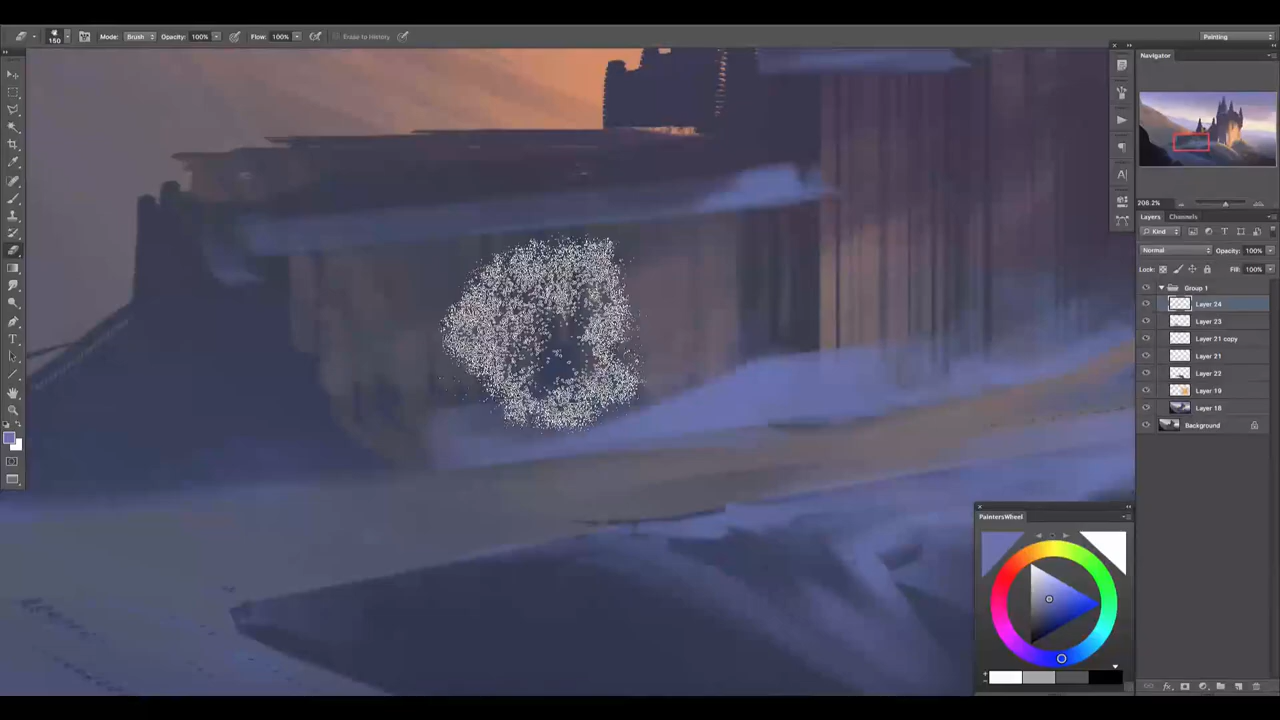 150 Mode: Brush Opacity: 100% Flow: 100% Erase to History Painting
Navigator
206.2%
Layers Channels
Kind
Normal Opacity: 100%
Lock: Fill: 100%
Group 1
Layer 24
Layer 23
Layer 21 copy
Layer 21
Layer 22
Layer 19
Layer 18
Background
PaintersWheel